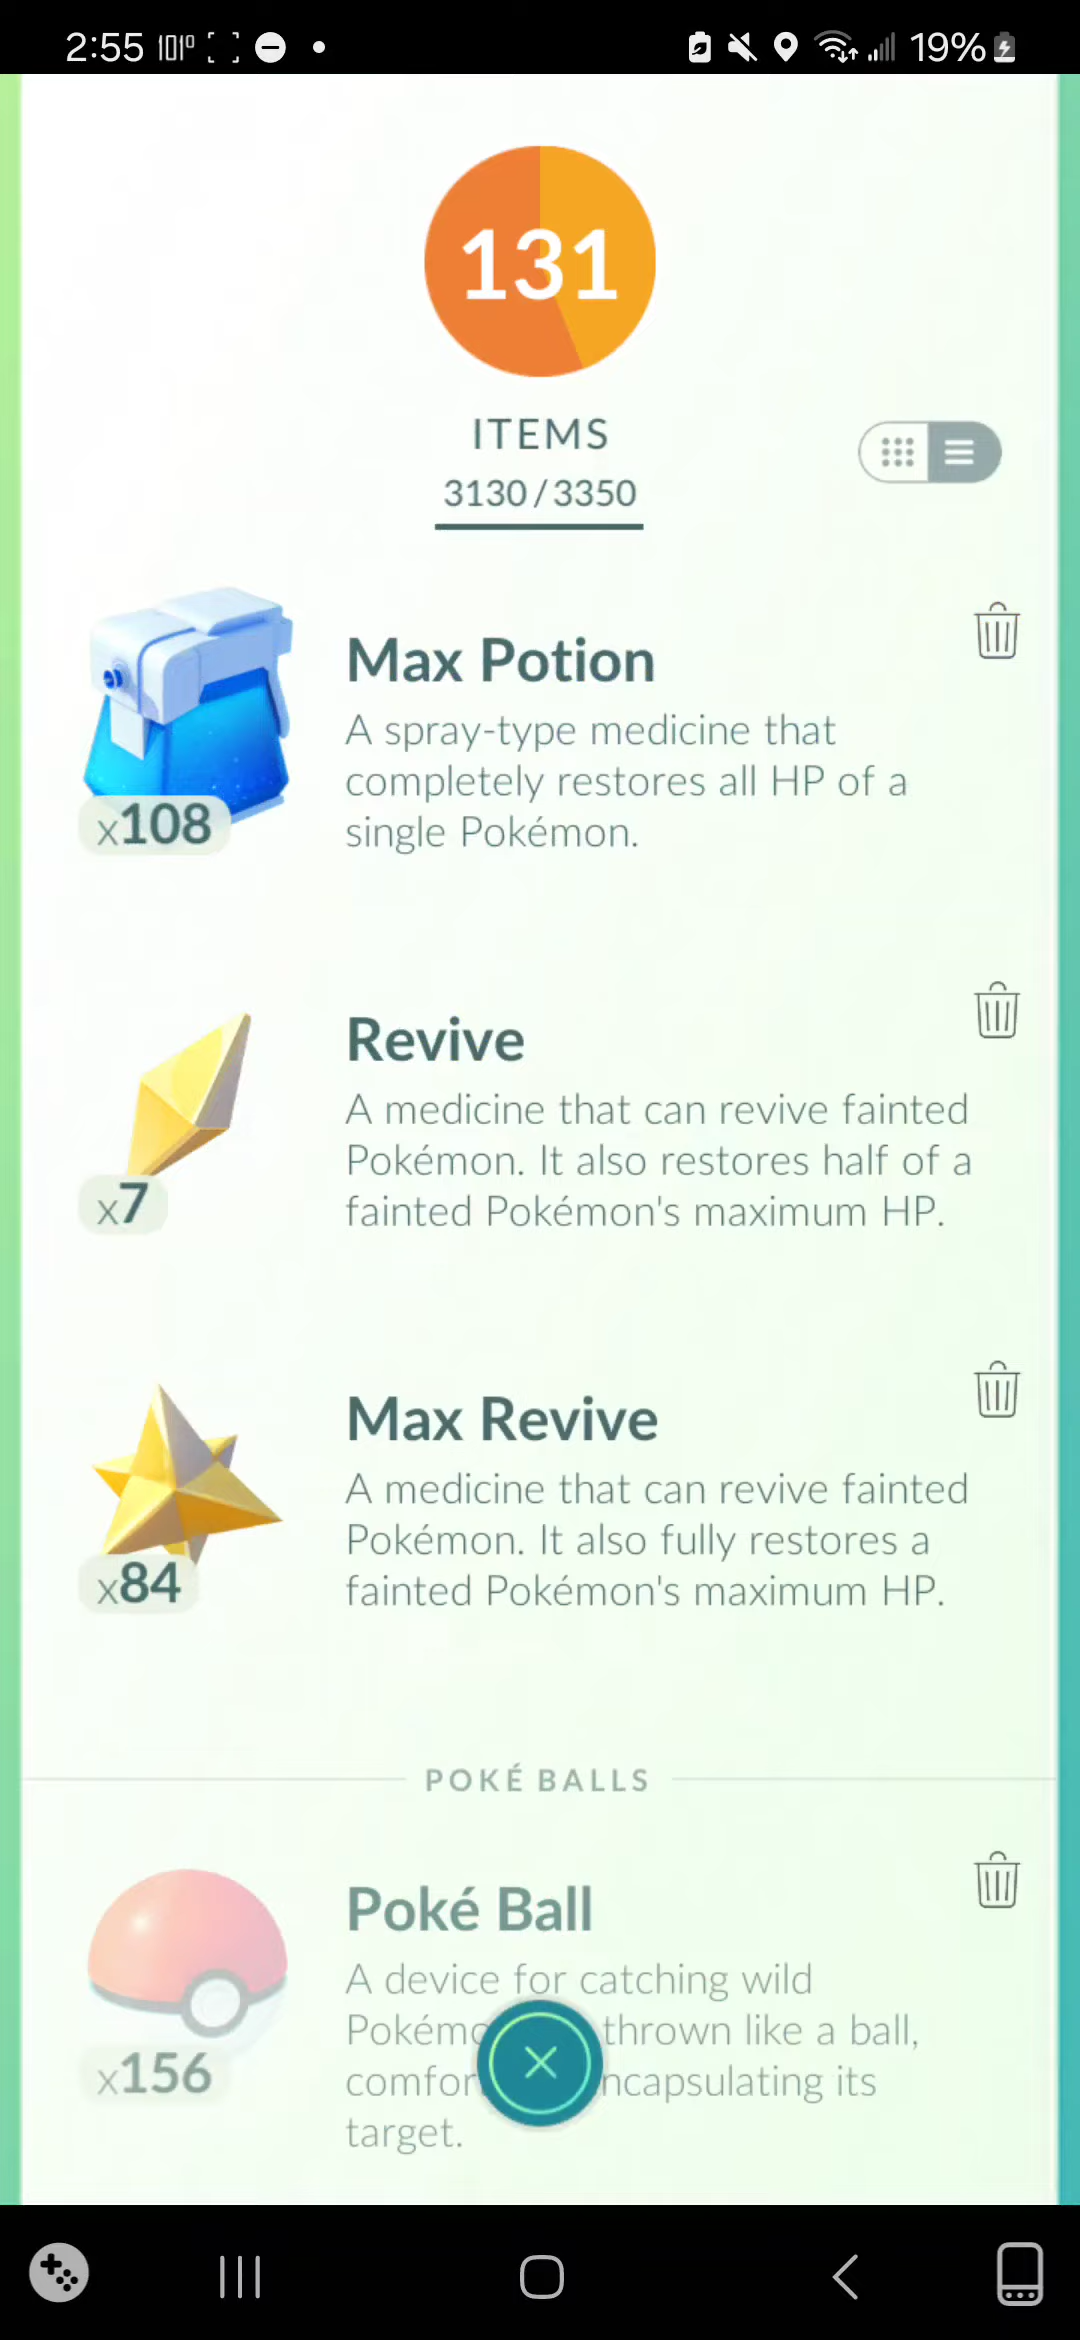 2:55 101° 19%
131
ITEMS
3130/3350
Max Potion
A spray-type medicine that
completely restores all HP of a
single Pokémon.
x108
Revive
A medicine that can revive fainted
Pokémon. It also restores half of a
fainted Pokémon's maximum HP.
x7
Max Revive
A medicine that can revive fainted
Pokémon. It also fully restores a
fainted Pokémon's maximum HP.
x84
POKÉ BALLS
Poké Ball
A device for catching wild
thrown like a ball,
its
target.
x156